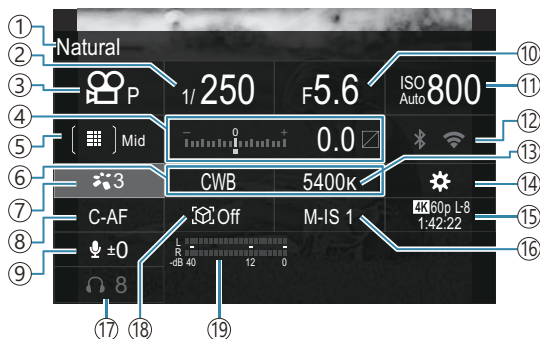 ①
Natural
②
③
P
1/250
F5.6
⑩
ISO
Auto 800
⑪
④
⑤
Mid
− 0 +
0.0
⑫
⑥
⑬
⑦
3
CWB
5400K
⑭
⑧
C-AF
Off
M-IS 1
4K 60p L-8
1:42:22
⑮
⑨
±0
L
R
-dB 40 12 0
⑯
8
⑰
⑱
⑲